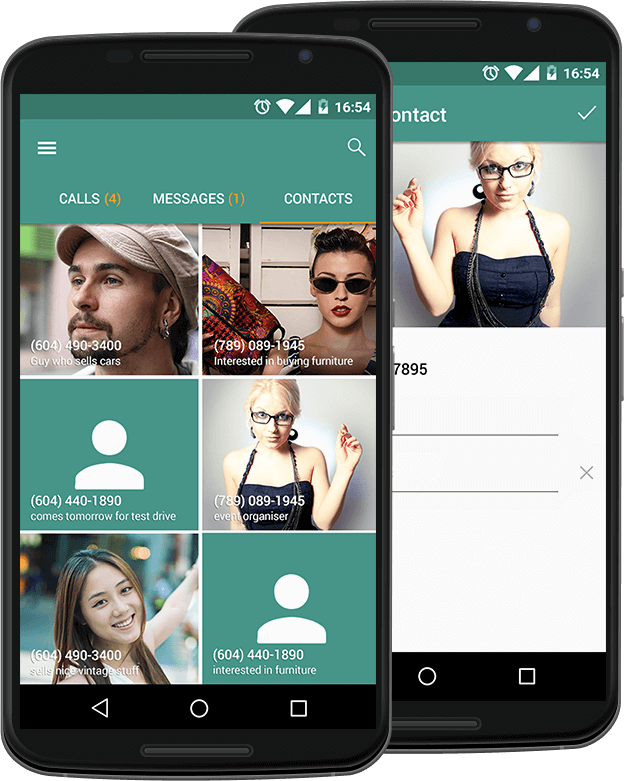 16:54
CALLS (4)
MESSAGES (1)
CONTACTS
(604) 490-3400
Guy who sells cars
(789) 089-1945
Interested in buying furniture
(604) 440-1890
comes tomorrow for test drive
(789) 089-1945
event organiser
(604) 490-3400
sells nice vintage stuff
(604) 440-1890
interested in furniture
16:54
ontact
7895